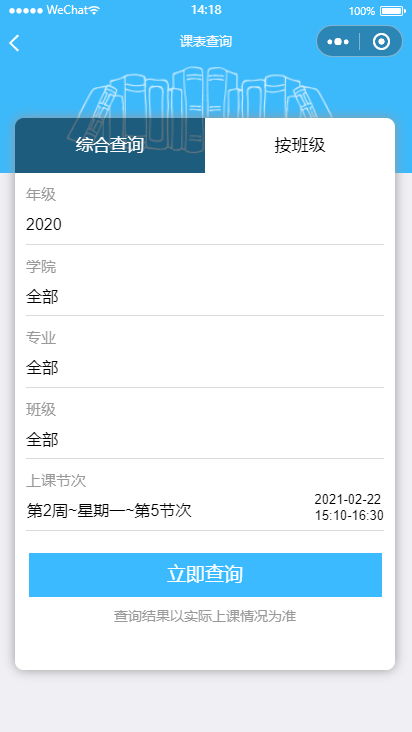 WeChat 14:18 100%
课表查询
综合查询 按班级
年级
2020
学院
全部
专业
全部
班级
全部
上课节次
第2周~星期一~第5节次 2021-02-22
15:10-16:30
立即查询
查询结果以实际上课情况为准